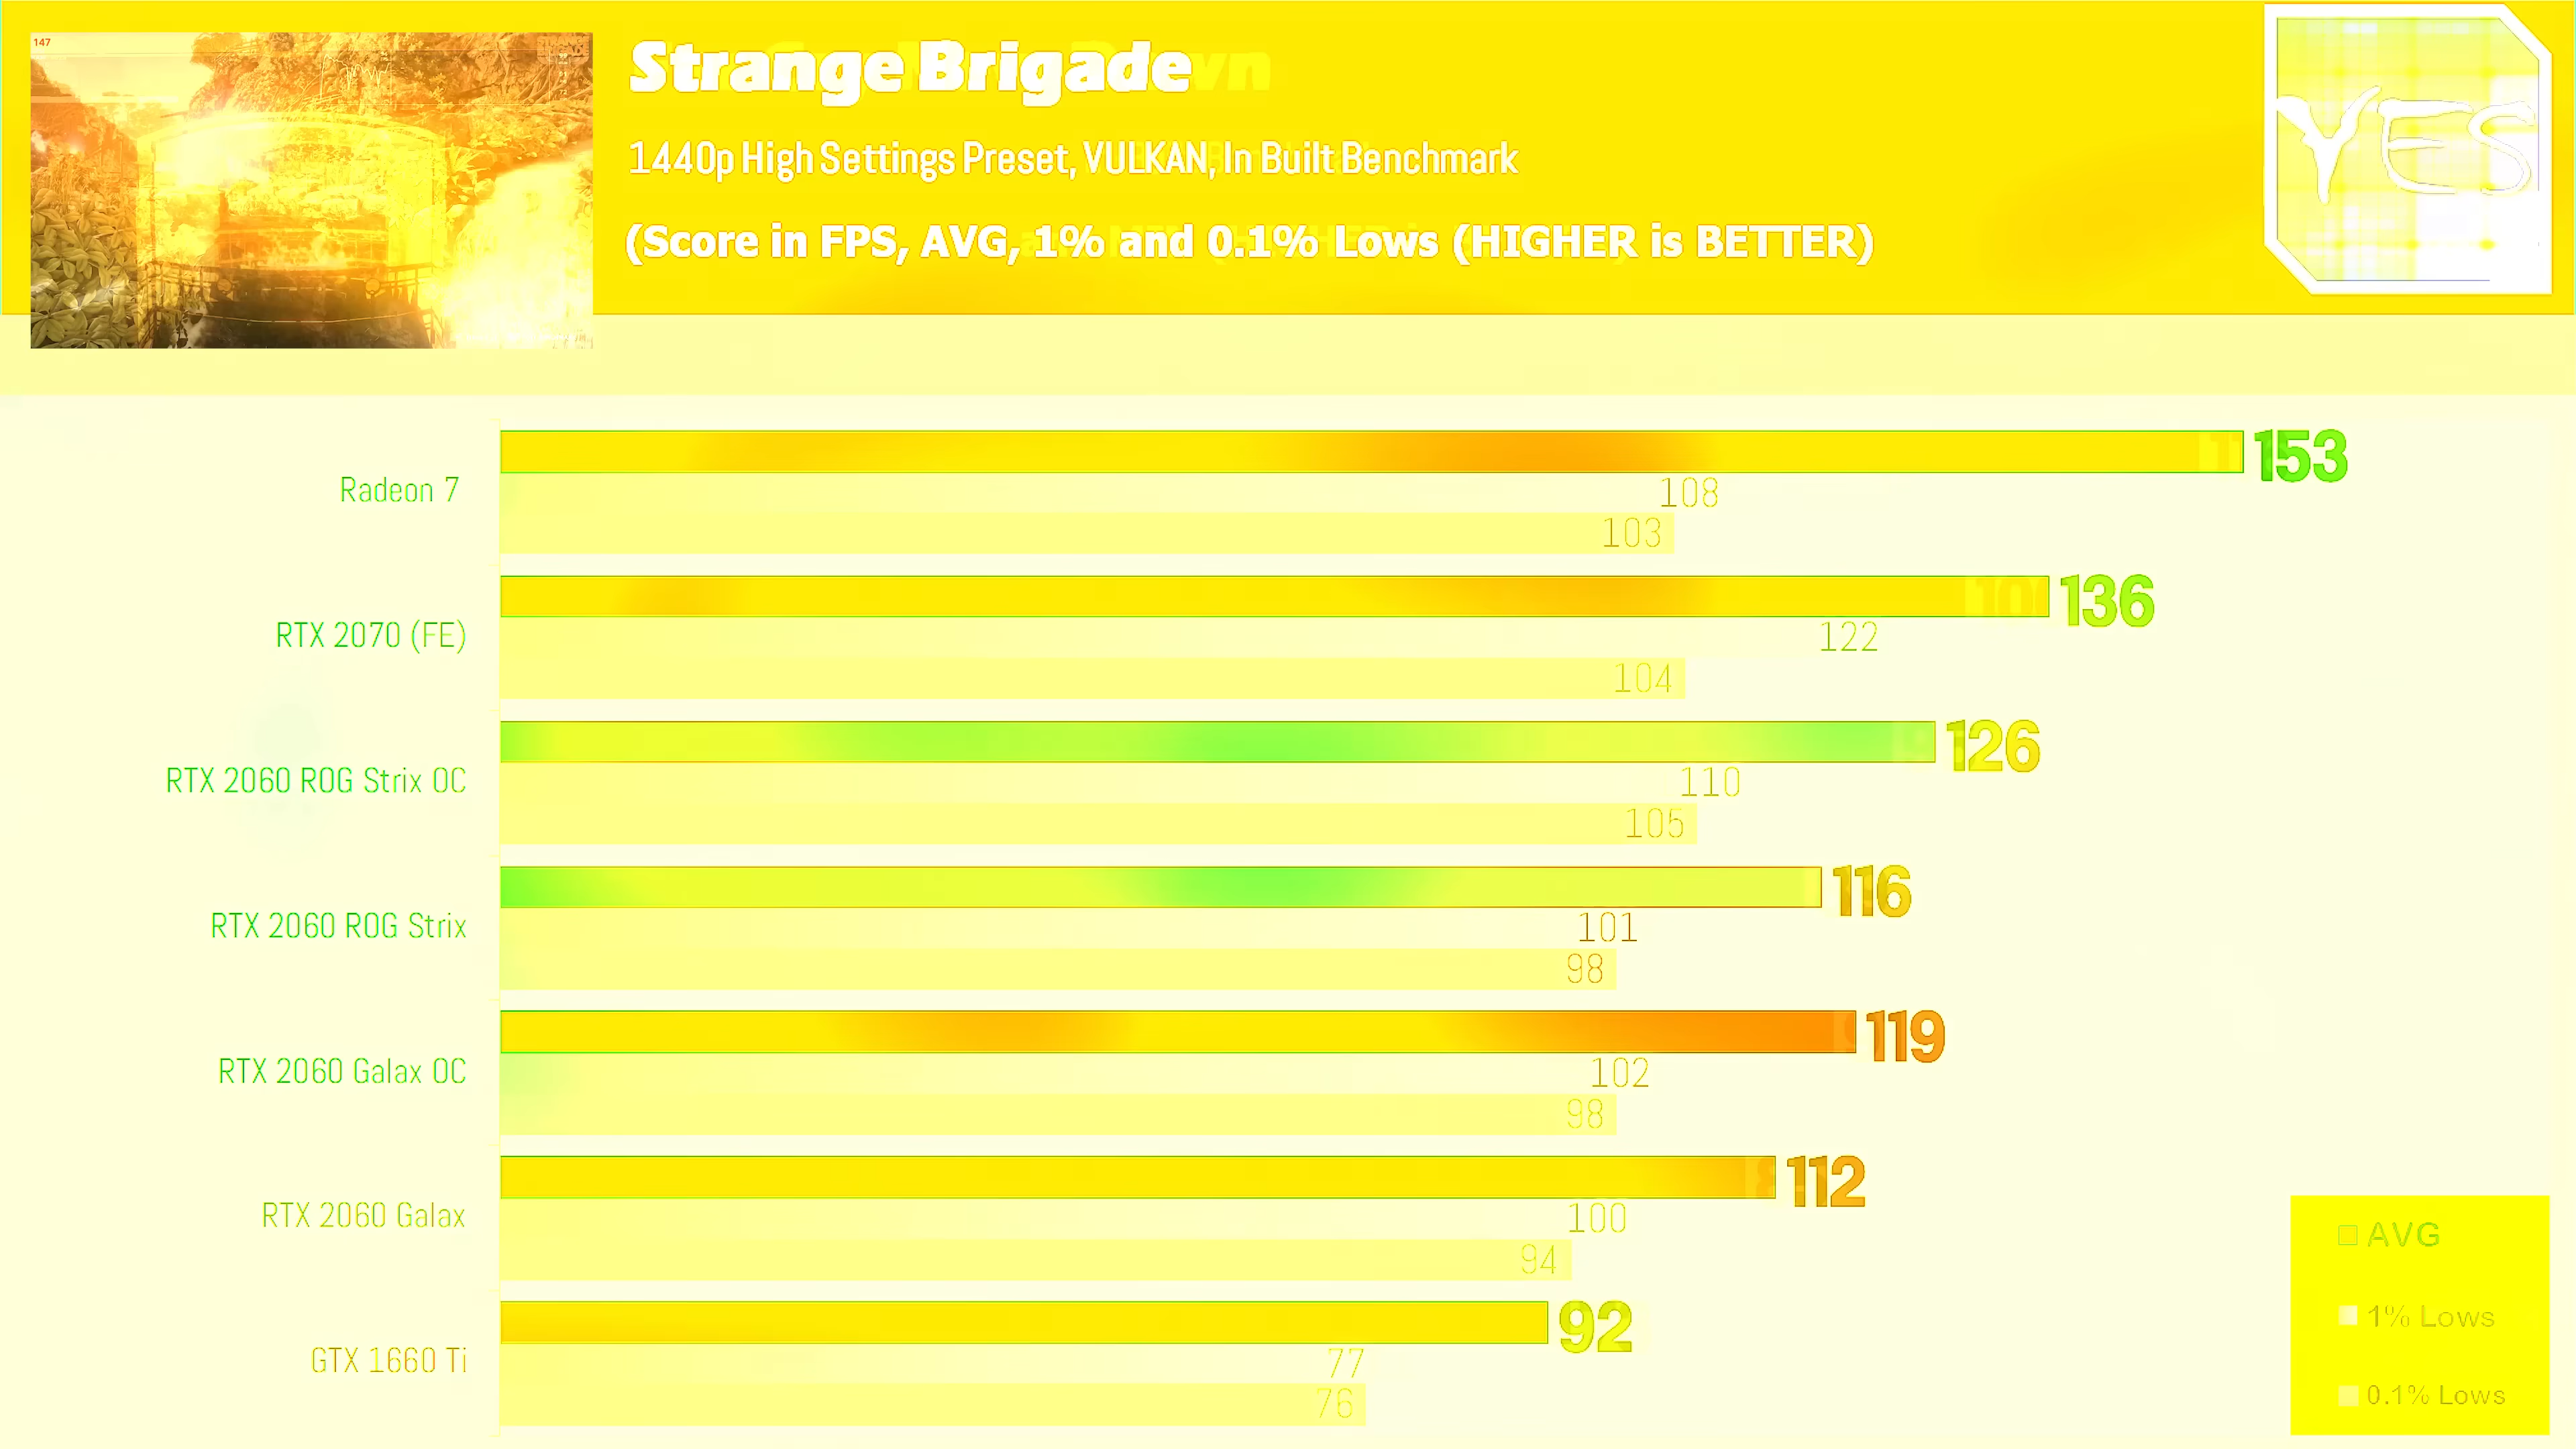 147
Strange Brigade
1440p High Settings Preset, VULKAN, In Built Benchmark
(Score in FPS, AVG, 1% and 0.1% Lows (HIGHER is BETTER)
YES
Radeon 7
153
108
103
RTX 2070 (FE)
136
122
104
RTX 2060 ROG Strix OC
126
110
105
RTX 2060 ROG Strix
116
101
98
RTX 2060 Galax OC
119
102
98
RTX 2060 Galax
112
100
94
GTX 1660 Ti
92
77
76
AVG
1% Lows
0.1% Lows